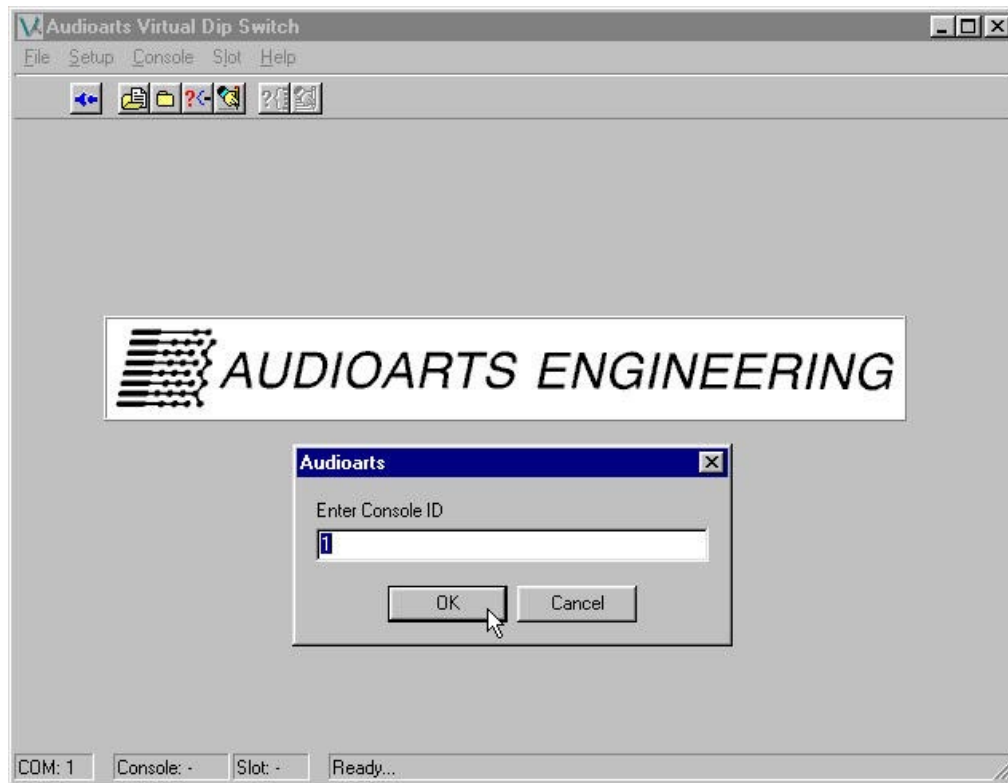 Audioarts Virtual Dip Switch
File Setup Console Slot Help
AUDIOARTS ENGINEERING
Audioarts
Enter Console ID
1
OK Cancel
COM: 1 Console: - Slot: - Ready...